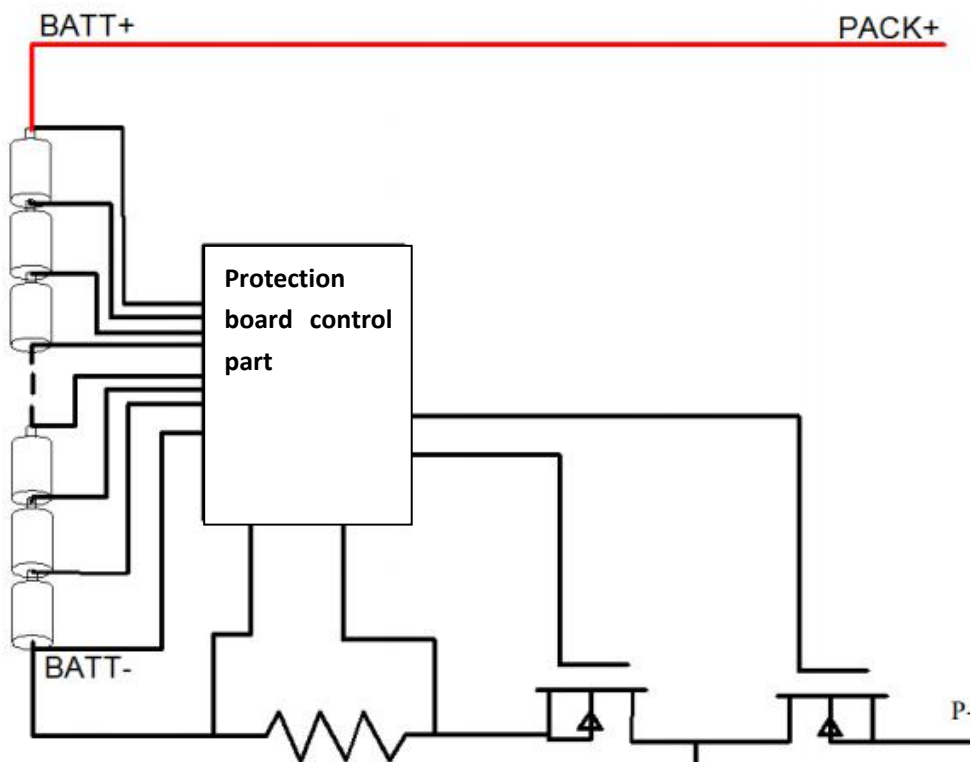 BATT+
PACK+
Protection
board control
part
BATT-
P-